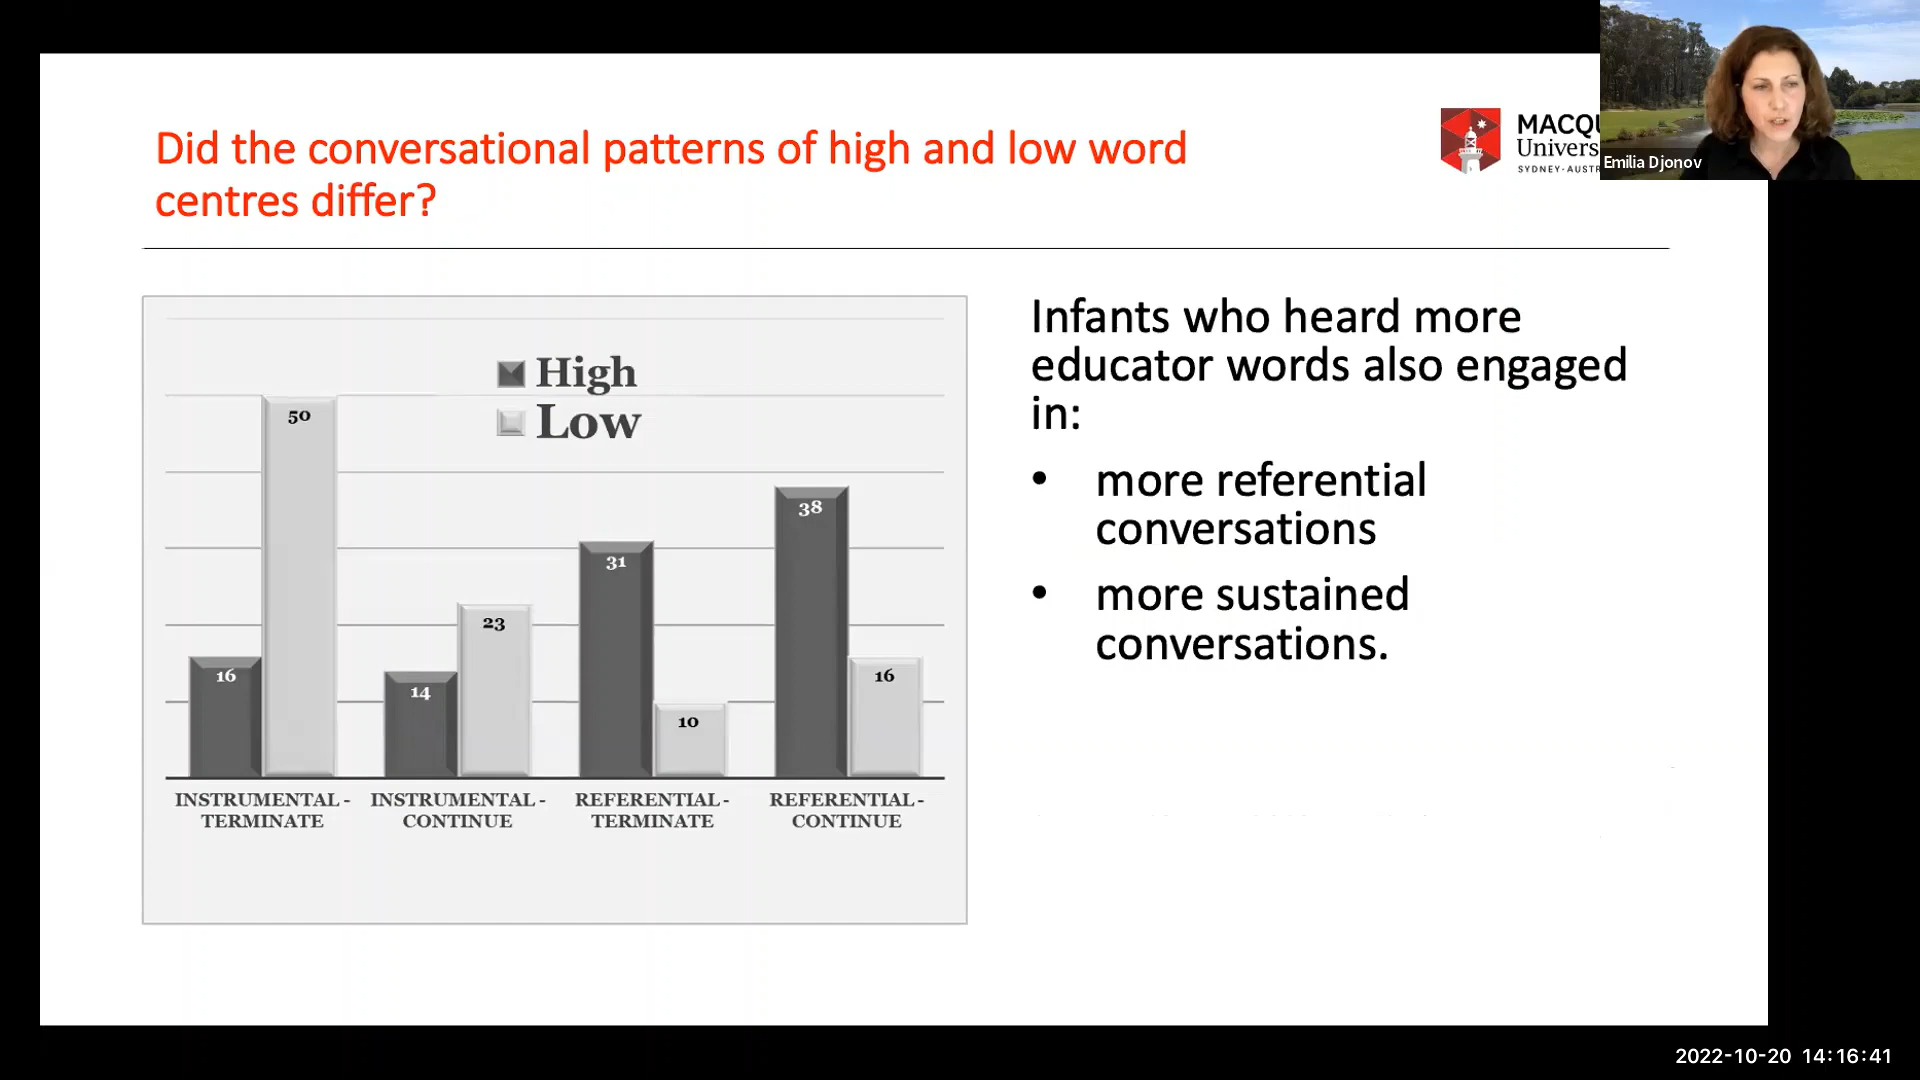 Did the conversational patterns of high and low word
centres differ?
MACQU
Univers
SYDNEY·AUSTR
Emilia Djonov
High
Low
50
16
14
23
31
10
38
16
INSTRUMENTAL - TERMINATE
INSTRUMENTAL - CONTINUE
REFERENTIAL - TERMINATE
REFERENTIAL - CONTINUE
Infants who heard more
educator words also engaged
in:
• more referential
conversations
• more sustained
conversations.
2022-10-20 14:16:41